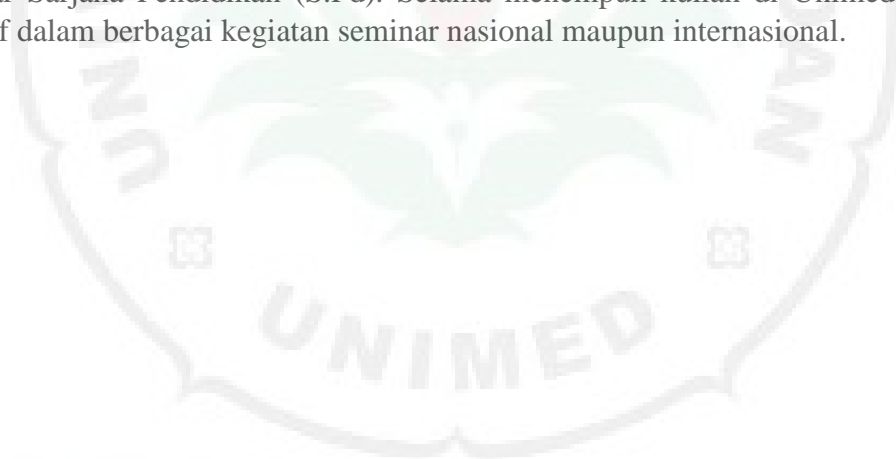 Sarjana Pendidikan (S.Pd). Selama menempuh kuliah di Unimed
f dalam berbagai kegiatan seminar nasional maupun internasional.
UNIMED